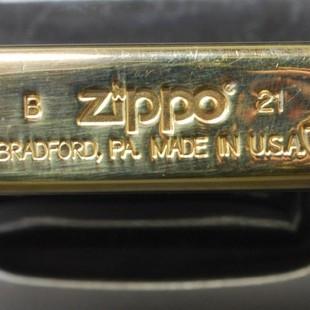 B Zippo® 21
BRADFORD, PA. MADE IN U.S.A.